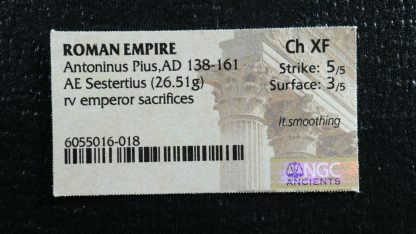 ROMAN EMPIRE
Antoninus Pius,AD 138-161
AE Sestertius (26.51g)
rv emperor sacrifices
6055016-018
Ch XF
Strike: 5/5
Surface: 3/5
lt.smoothing
NGC
ANCIENTS